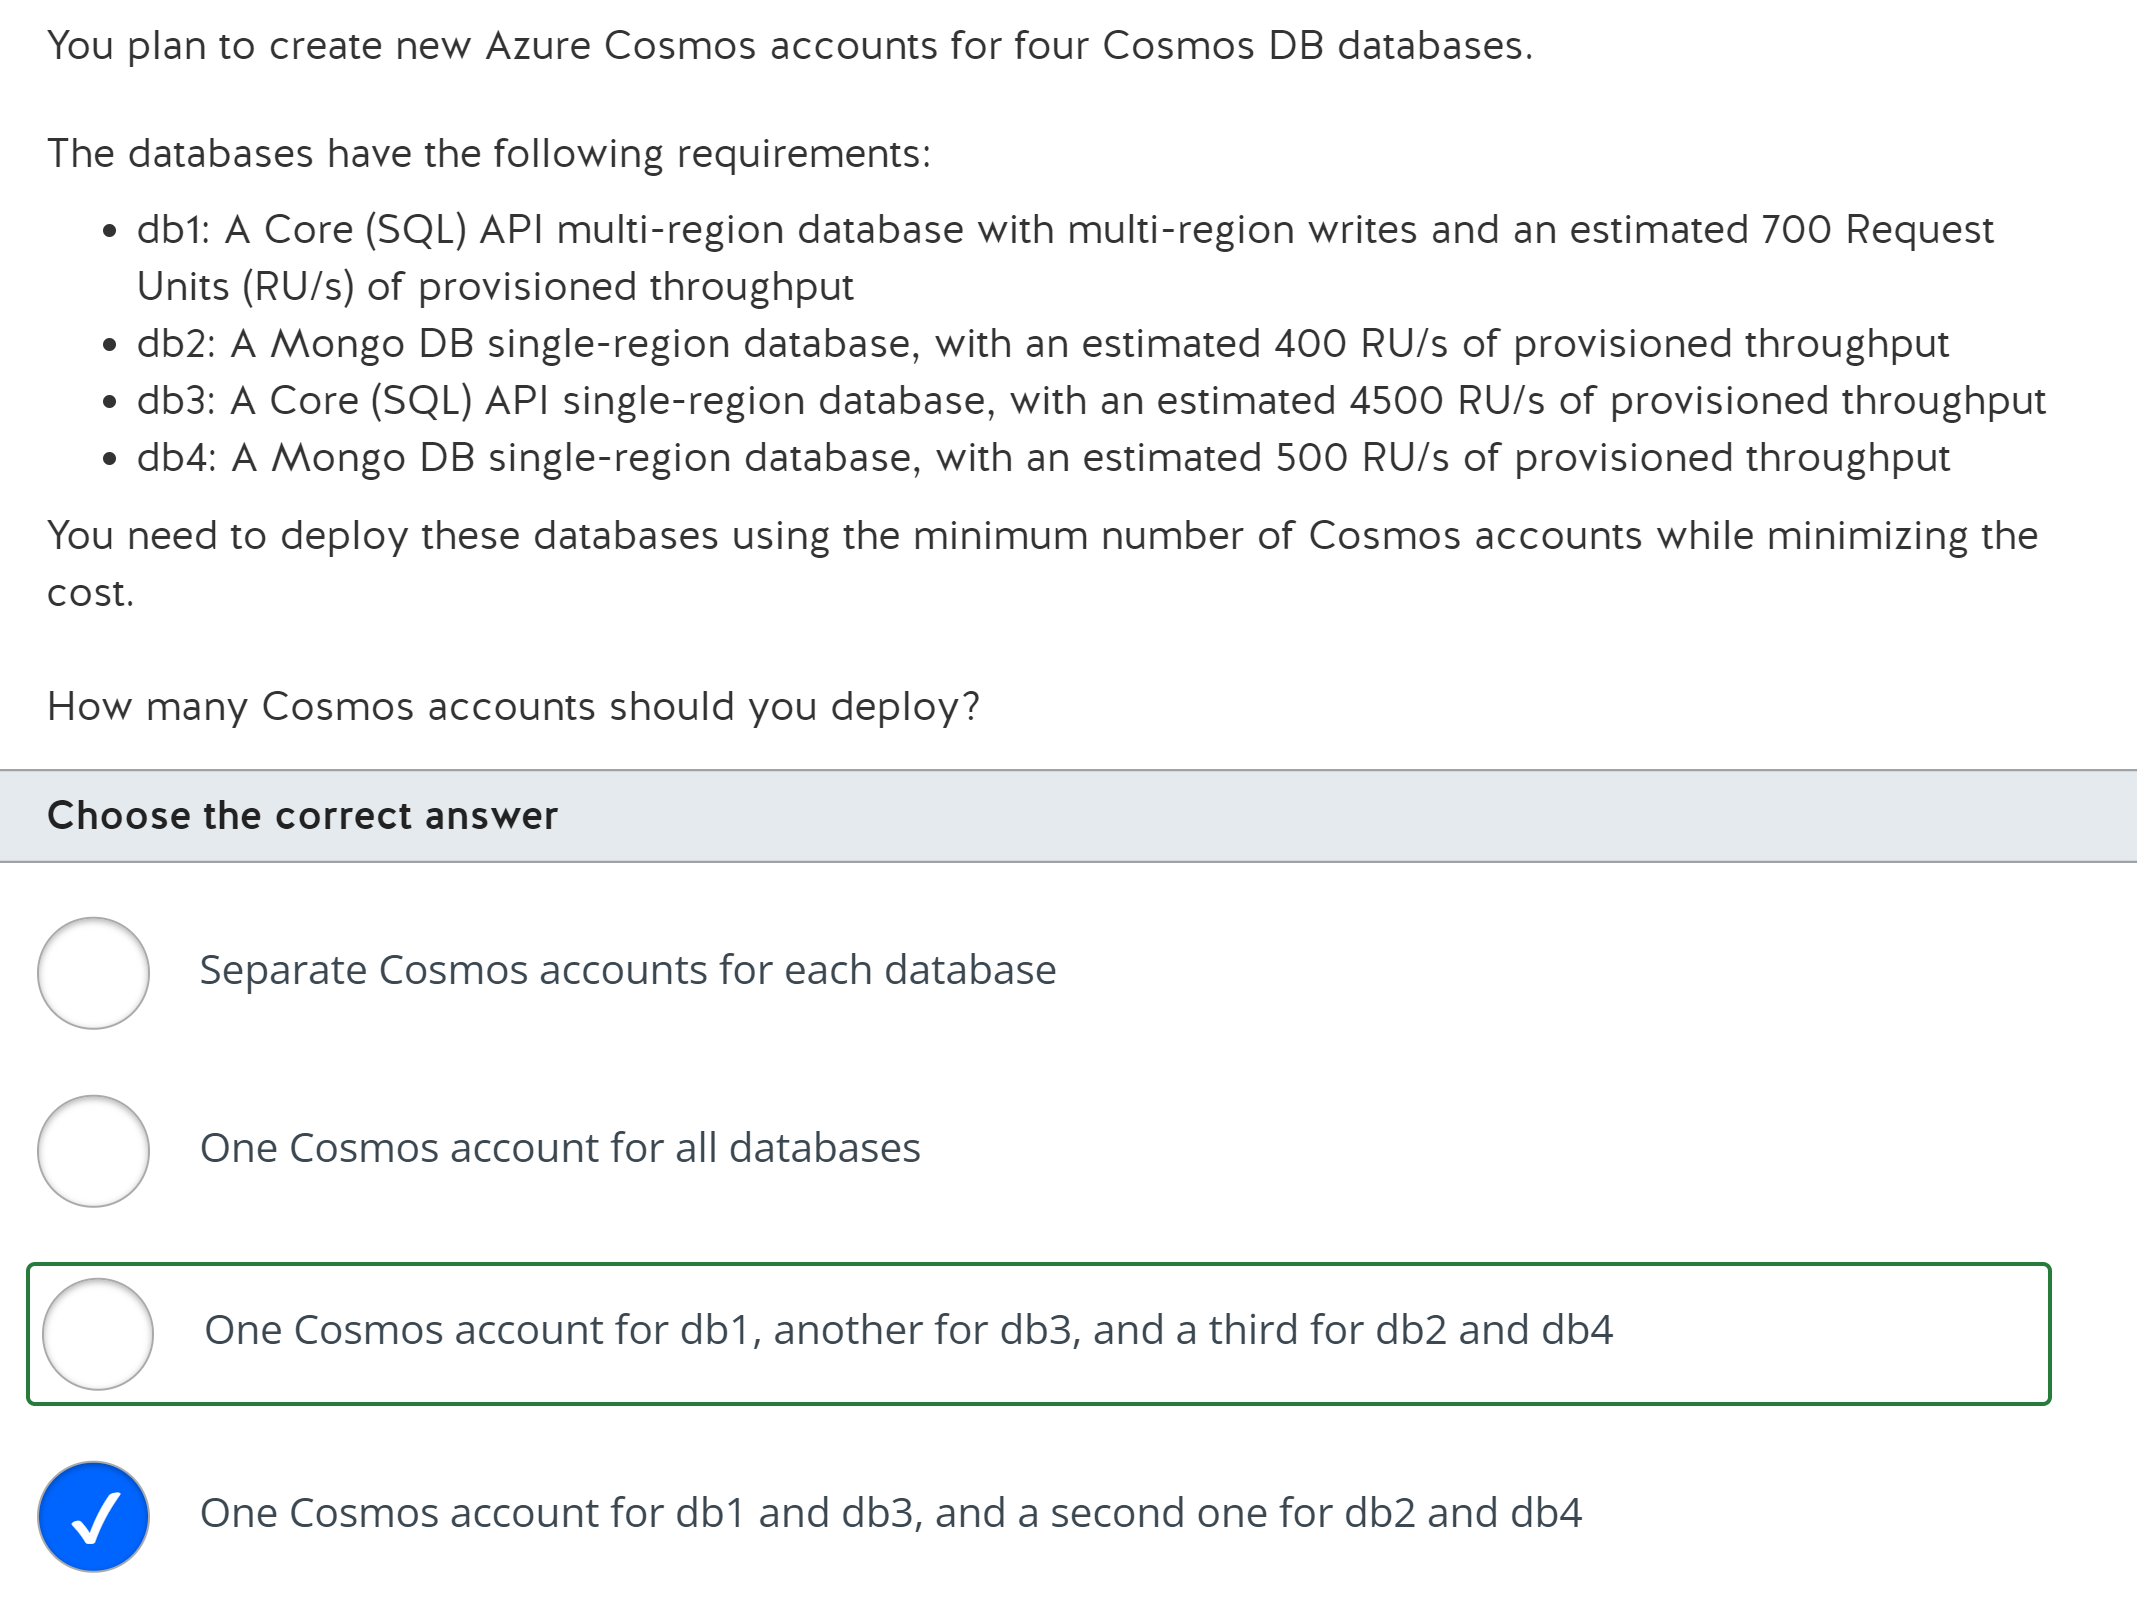 You plan to create new Azure Cosmos accounts for four Cosmos DB databases.
The databases have the following requirements:
• db1: A Core (SQL) API multi-region database with multi-region writes and an estimated 700 Request
Units (RU/s) of provisioned throughput
• db2: A Mongo DB single-region database, with an estimated 400 RU/s of provisioned throughput
• db3: A Core (SQL) API single-region database, with an estimated 4500 RU/s of provisioned throughput
• db4: A Mongo DB single-region database, with an estimated 500 RU/s of provisioned throughput
You need to deploy these databases using the minimum number of Cosmos accounts while minimizing the
cost.
How many Cosmos accounts should you deploy?
Choose the correct answer
Separate Cosmos accounts for each database
One Cosmos account for all databases
One Cosmos account for db1, another for db3, and a third for db2 and db4
One Cosmos account for db1 and db3, and a second one for db2 and db4